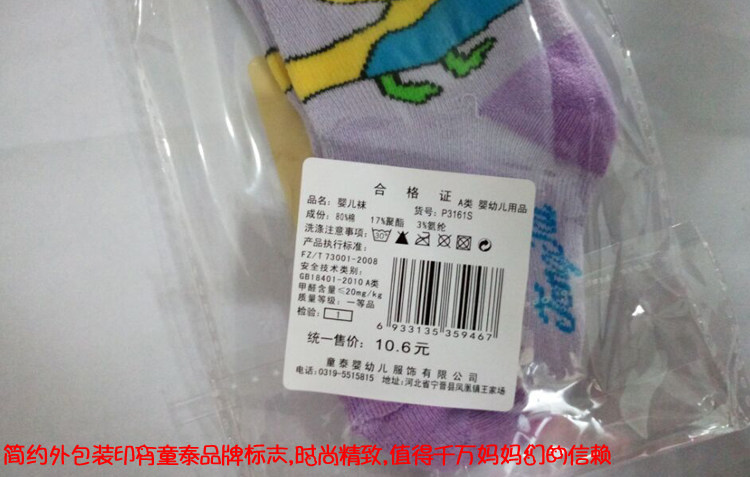 合格证
A类 婴幼儿用品
品名: 婴儿袜
货号: P3161S
成份: 80%棉 17%聚酯 3%氨纶
洗涤注意事项: 30°
产品执行标准:
FZ/T 73001-2008
安全技术类别:
GB18401-2010 A类
甲醛含量≤20mg/kg
质量等级: 一等品
检验: 1
6 933135 359467
统一售价: 10.6元
童泰婴幼儿服饰有限公司
电话: 0319-5515815 地址: 河北省宁晋县凤凰镇王家场
Tongtai
简约外包装印有童泰品牌标志,时尚精致,值得千万妈妈们的信赖